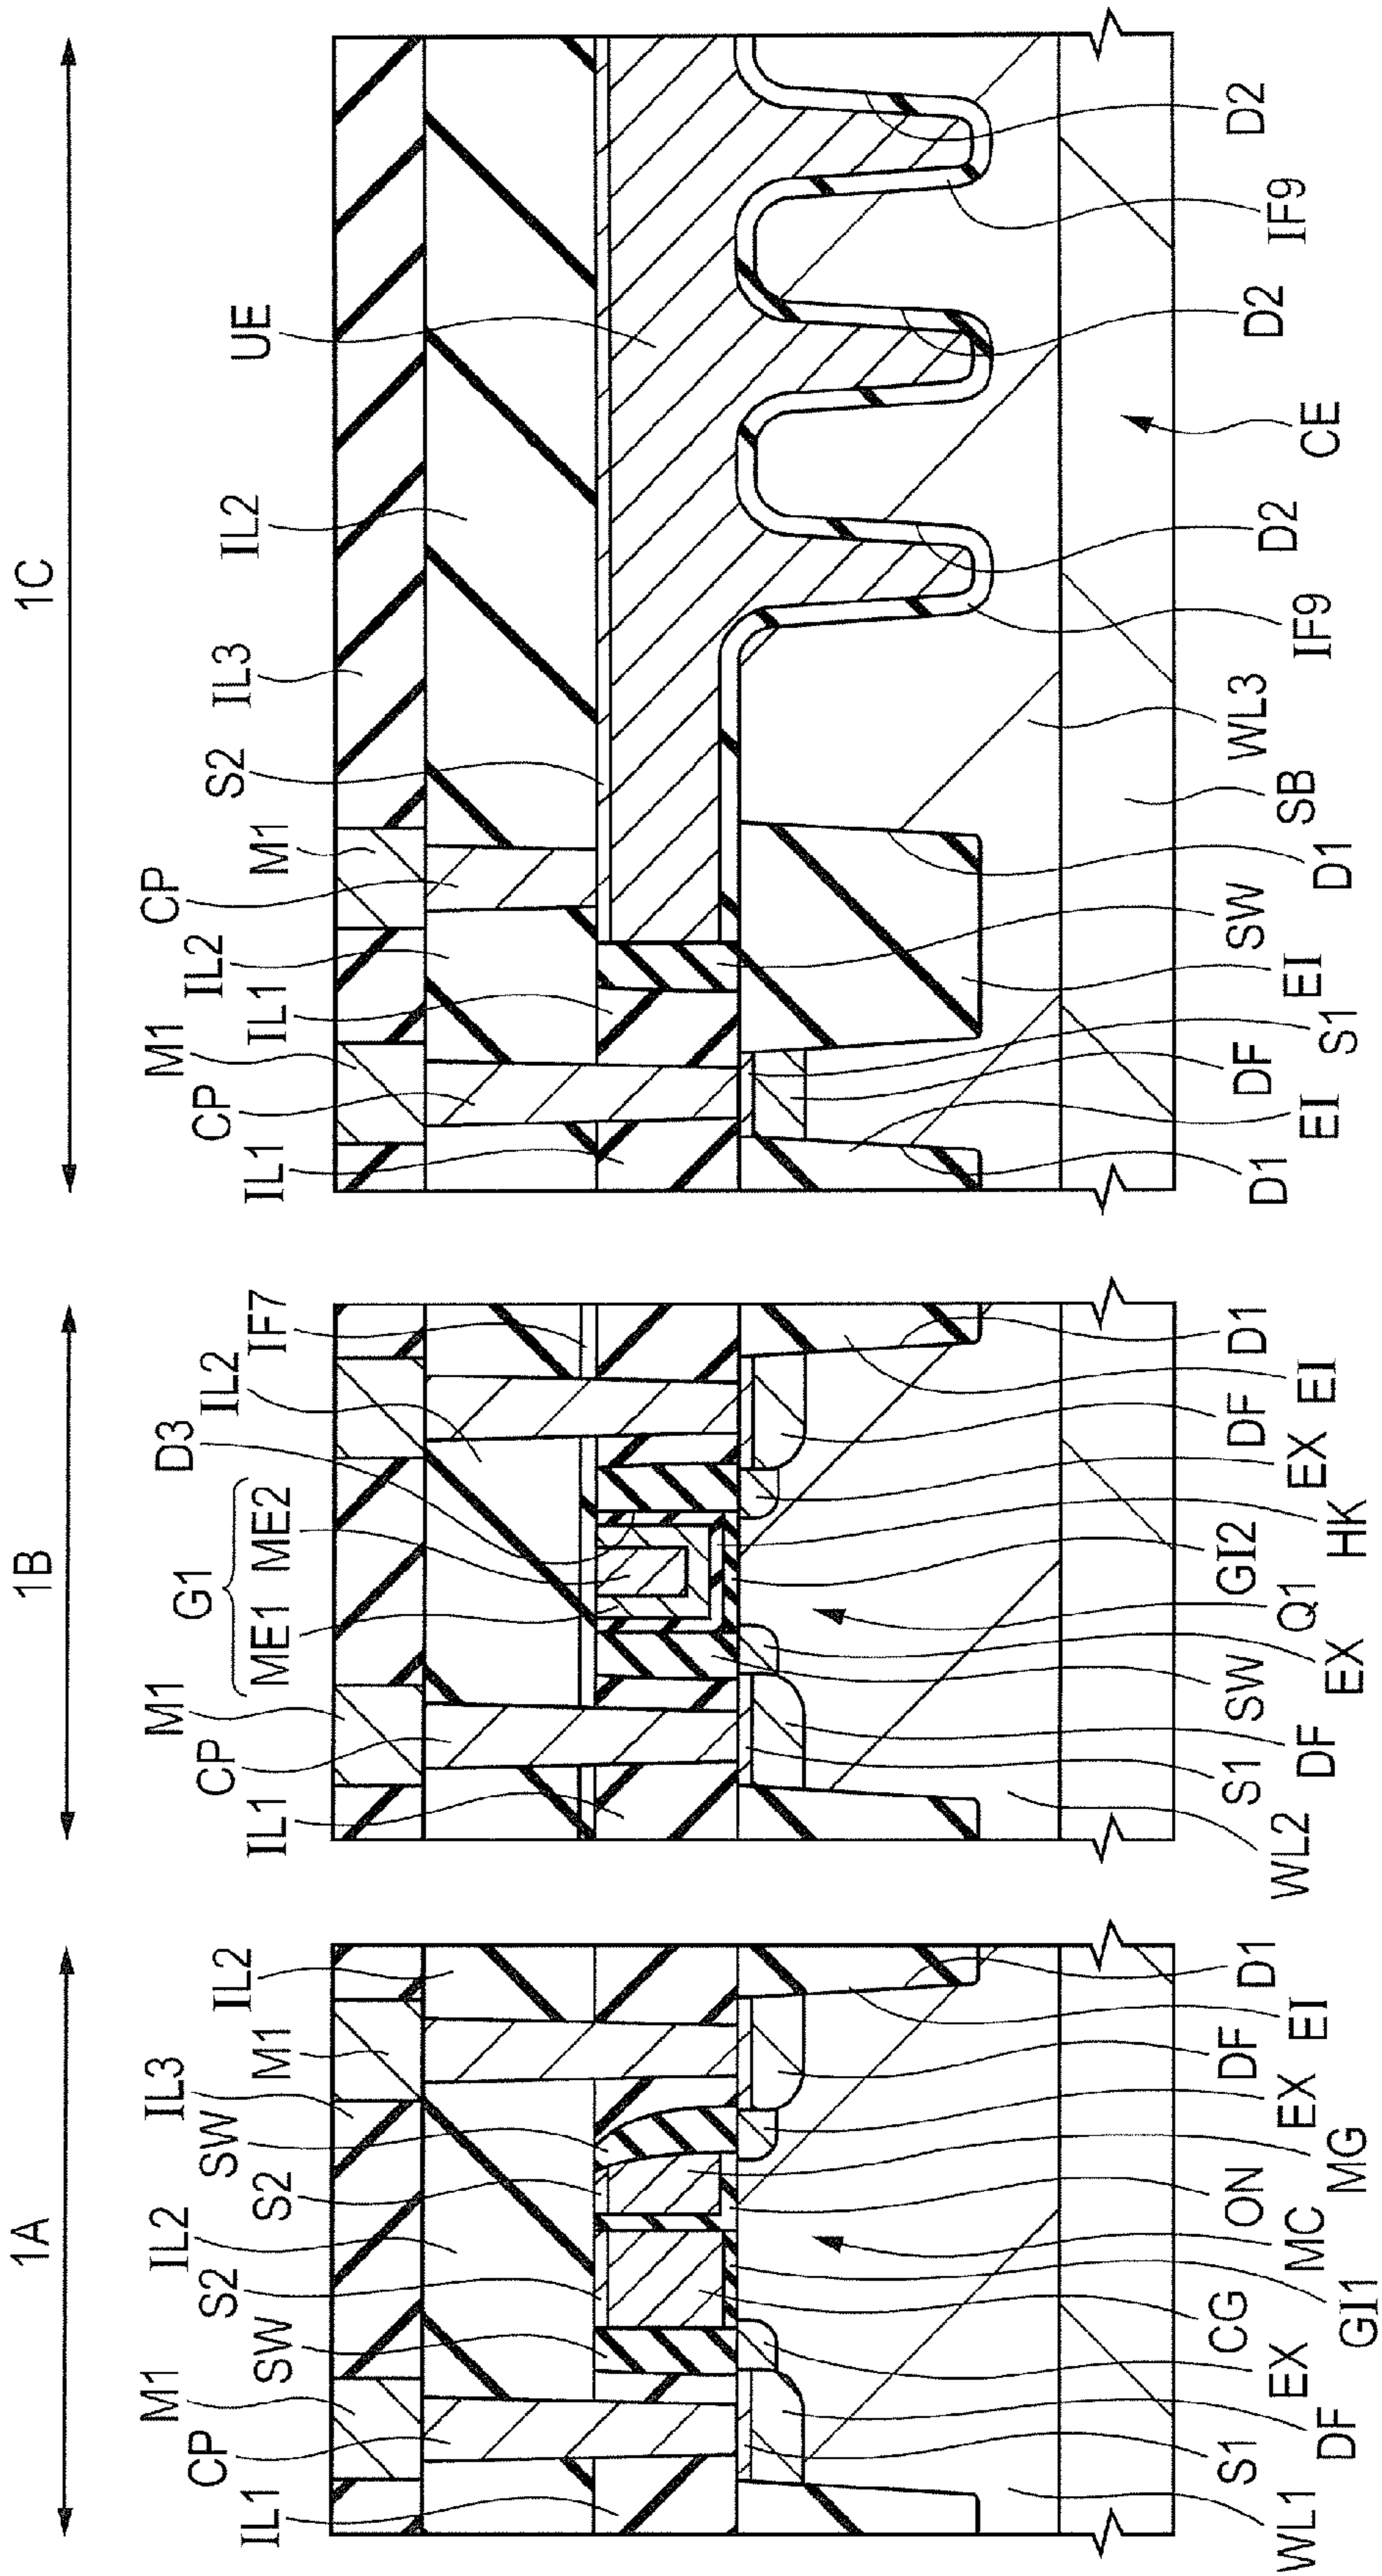 1A
1B
1C
IL1
CP
M1
SW
S2
IL2
S2
SW
IL3
M1
IL2
WL1
S1
DF
EX
CG
GI1
MC
ON
MG
EX
DF
EI
D1
IL1
CP
M1
G1
ME1 ME2
D3
IL2
IF7
WL2
S1
DF
SW
EX
Q1
GI2
HK
EX
DF
EI
D1
IL1
CP
M1
IL1
IL2
CP
M1
S2
IL3
IL2
UE
D1
EI
DF
S1
EI
SW
D1
SB
WL3
IF9
D2
CE
D2
IF9
D2